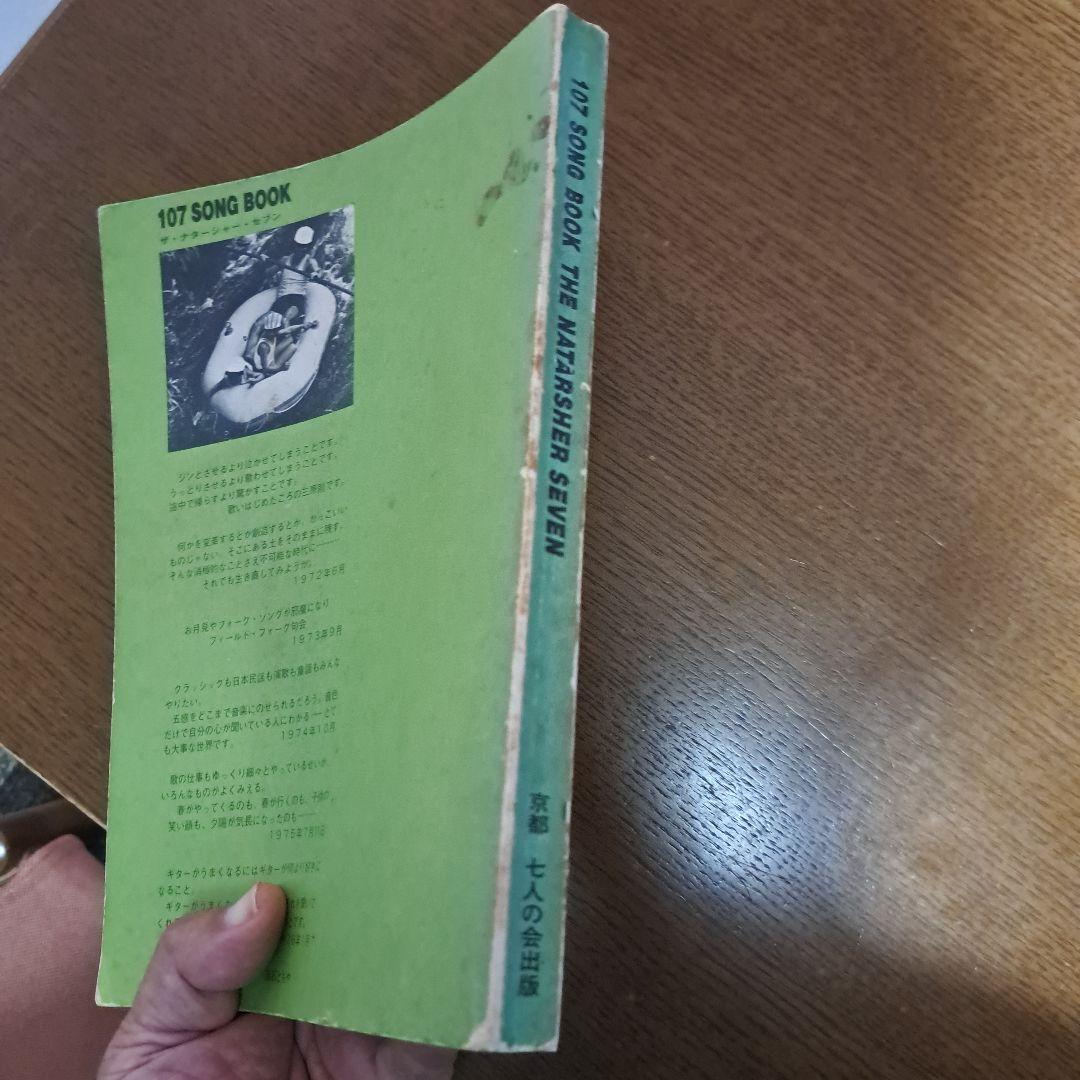 107 SONG BOOK
ザ・ナターシャー・セブン
ジンとさせるより泣かせてしまうことです。
うっとりさせるより歌わせてしまうことです。
途中で帰らすより驚かすことです。
歌いはじめたころの三原則です。
何かを変革するとか創造するとか、かっこいい
ものじゃない。そこにある土をそのままに残す、
そんな消極的なことさえ不可能な時代に……
それでも生き直してみようか。
1972年6月
お月見やフォーク・ソングが邪魔になり
フィールド・フォーク旬会
1973年9月
クラッシックも日本民謡も演歌も童謡もみんな
やりたい。
五感をどこまで音楽にのせられるだろう。音色
だけで自分の心が聞いている人にわかる——とて
も大事な世界です。
1974年10月
歌の仕事もゆっくり細々とやっているせいか、
いろんなものがよくみえる。
春がやってくるのも、春が行くのも、子供の
笑い顔も、夕陽が気長になったのも……
ギターがうまくなるにはギターが何より好きに
なること。
ギターがうまくな
くれ
107 SONG BOOK THE NATARSHER SEVEN
京都 七人の会出版